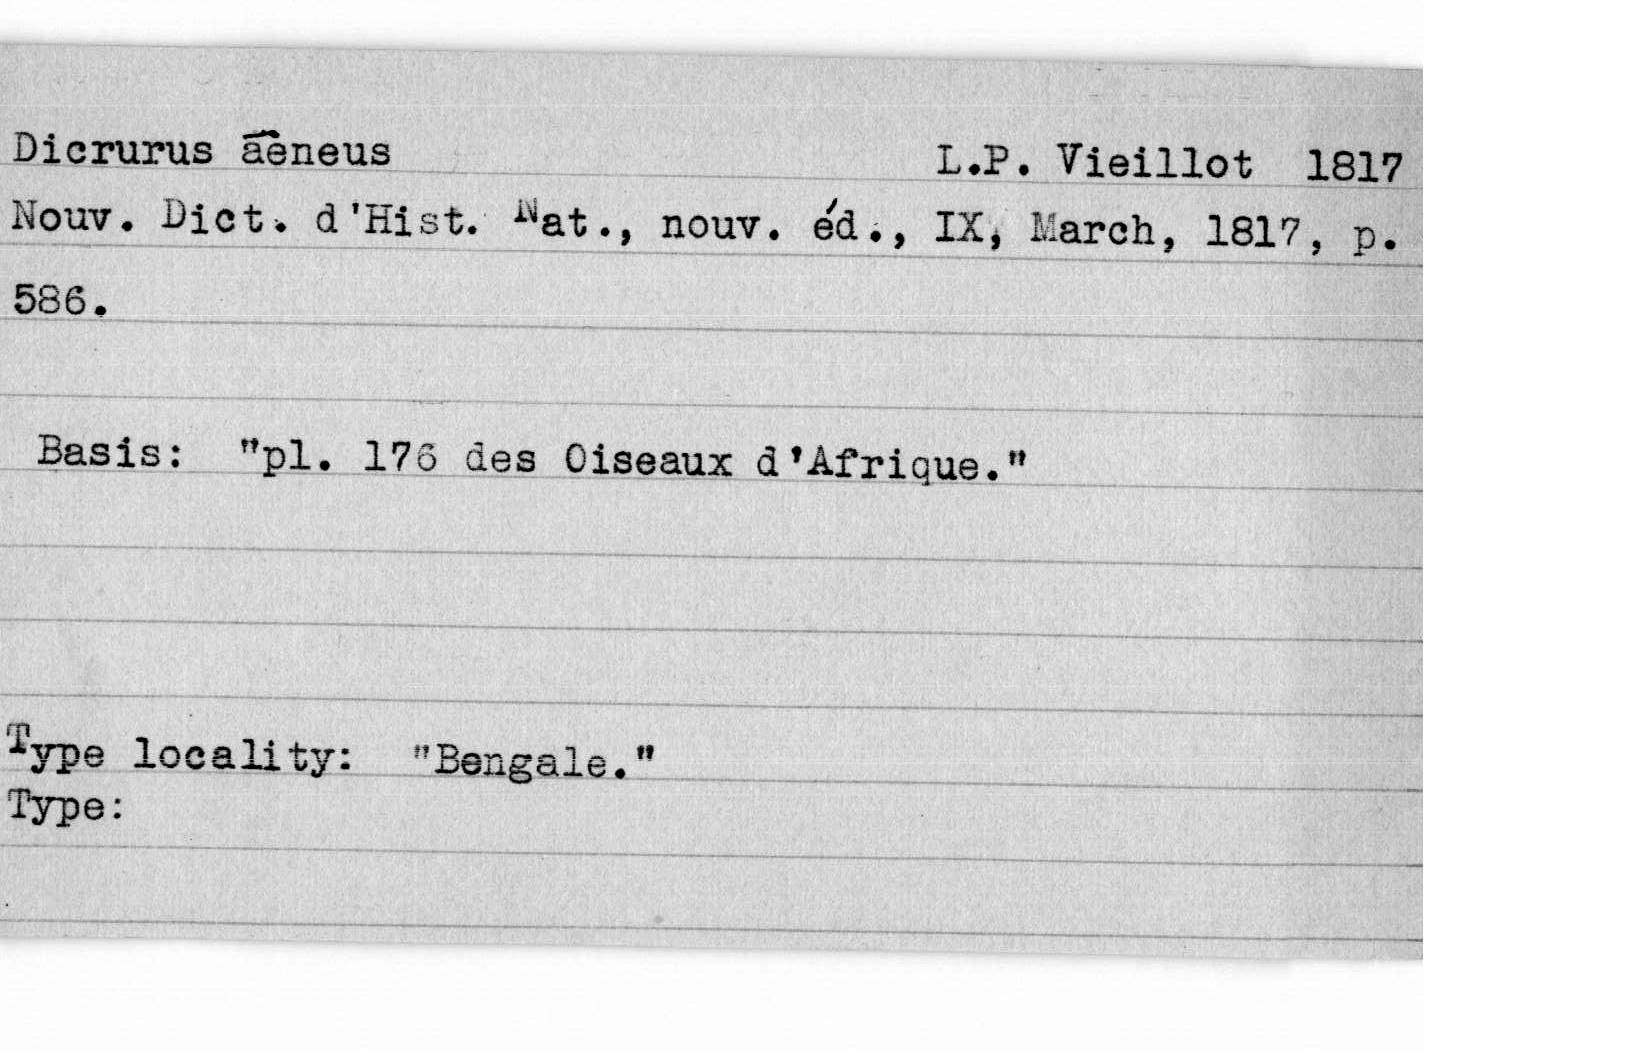 Dicrurus aeneus L.P. Vieillot 1817
Nouv. Dict. d'Hist. Nat., nouv. éd., IX, March, 1817, p.
586.
Basis: "pl. 176 des Oiseaux d'Afrique."
Type locality: "Bengale."
Type: